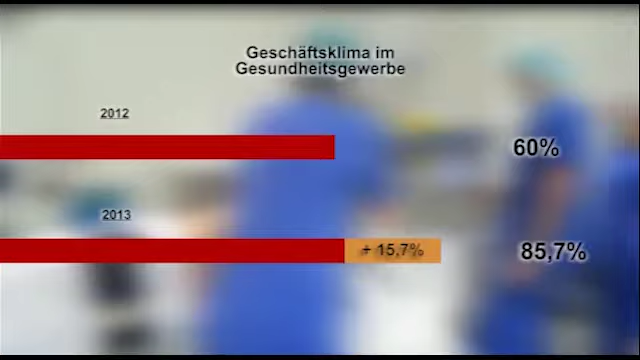 Geschäftsklima im
Gesundheitsgewerbe
2012
60%
2013
+ 15,7%
85,7%